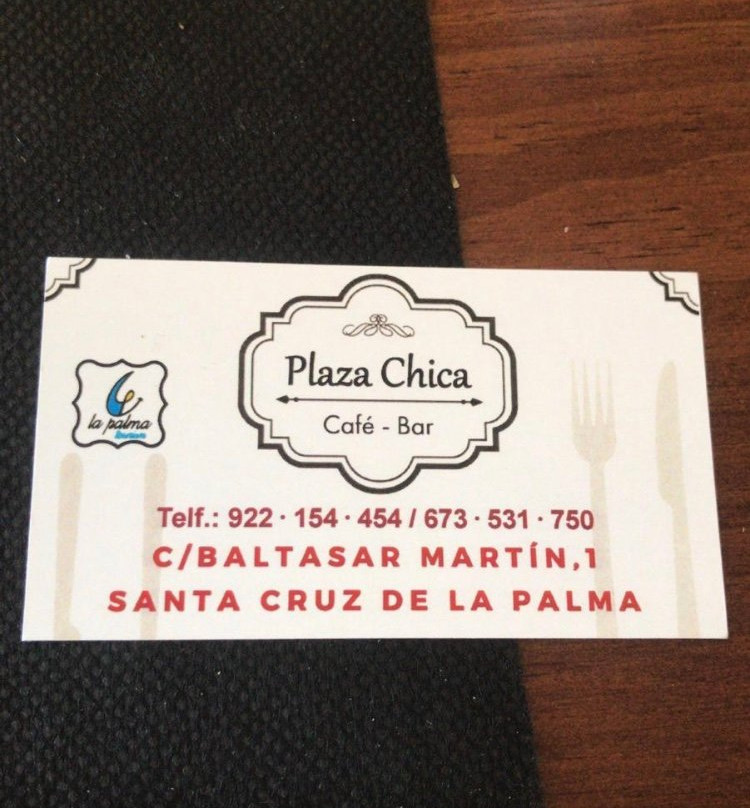 Plaza Chica
Café - Bar
la palma
Telf.: 922 · 154 · 454 / 673 · 531 · 750
C/BALTASAR MARTÍN,1
SANTA CRUZ DE LA PALMA